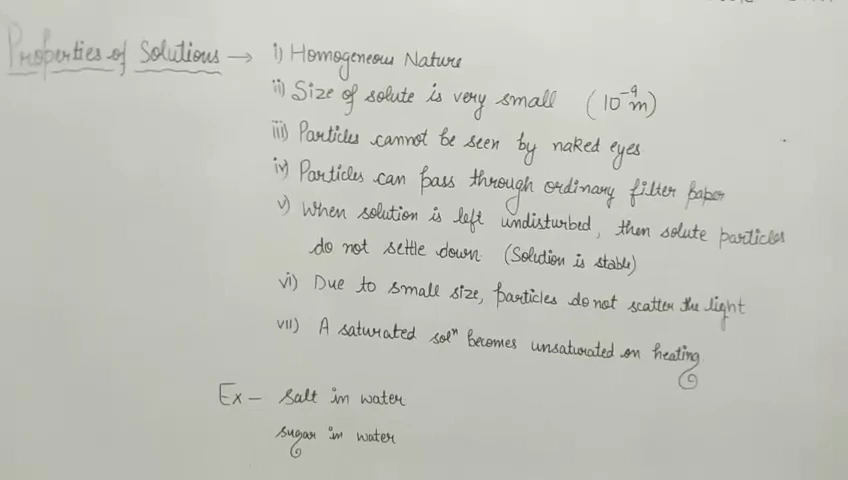 Properties of Solutions → i) Homogeneous Nature
ii) Size of solute is very small (10⁻⁹m)
iii) Particles cannot be seen by naked eyes
iv) Particles can pass through ordinary filter paper
v) When solution is left undisturbed, then solute particles
do not settle down. (Solution is stable)
vi) Due to small size, particles do not scatter the light
vii) A saturated solⁿ becomes unsaturated on heating.
Ex – Salt in water
sugar in water